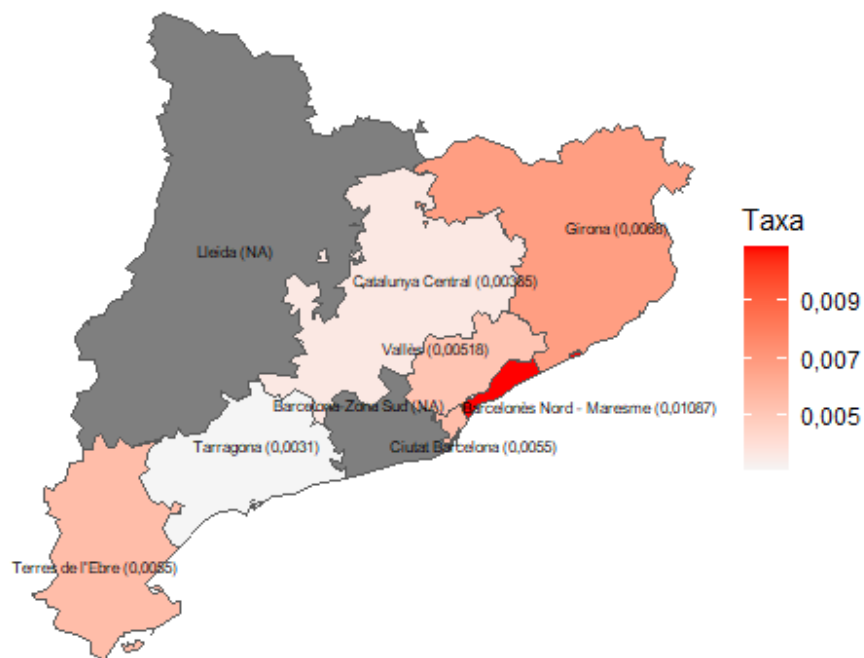 Taxa
0,009
0,007
0,005
Girona (0,0068)
Lleida (NA)
Catalunya Central (0,00385)
Vallès (0,00518)
Barcelona-Zona Sud (NA)
Barcelonès Nord - Maresme (0,01087)
Tarragona (0,0031)
Ciutat Barcelona (0,0055)
Terres de l'Ebre (0,0055)